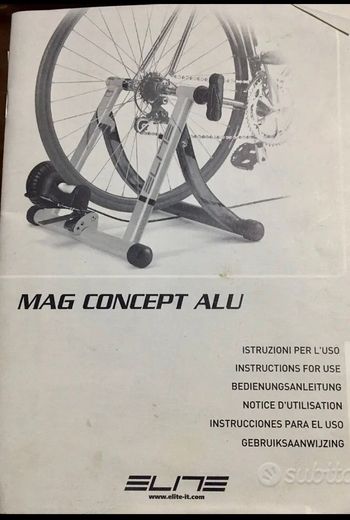 ELITE
MAG CONCEPT ALU
ISTRUZIONI PER L'USO
INSTRUCTIONS FOR USE
BEDIENUNGSANLEITUNG
NOTICE D'UTILISATION
INSTRUCCIONES PARA EL USO
GEBRUIKSAANWIJZING
ELITE
www.elite-it.com
subito